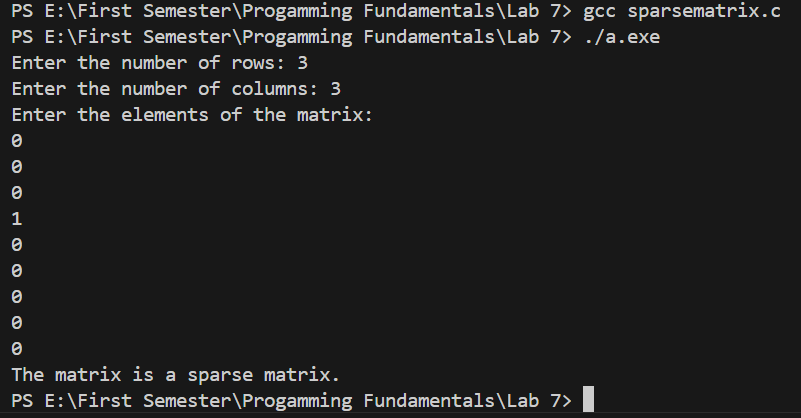 PS E:\First Semester\Progamming Fundamentals\Lab 7> gcc sparsematrix.c
PS E:\First Semester\Progamming Fundamentals\Lab 7> ./a.exe
Enter the number of rows: 3
Enter the number of columns: 3
Enter the elements of the matrix:
0
0
0
1
0
0
0
0
0
The matrix is a sparse matrix.
PS E:\First Semester\Progamming Fundamentals\Lab 7>